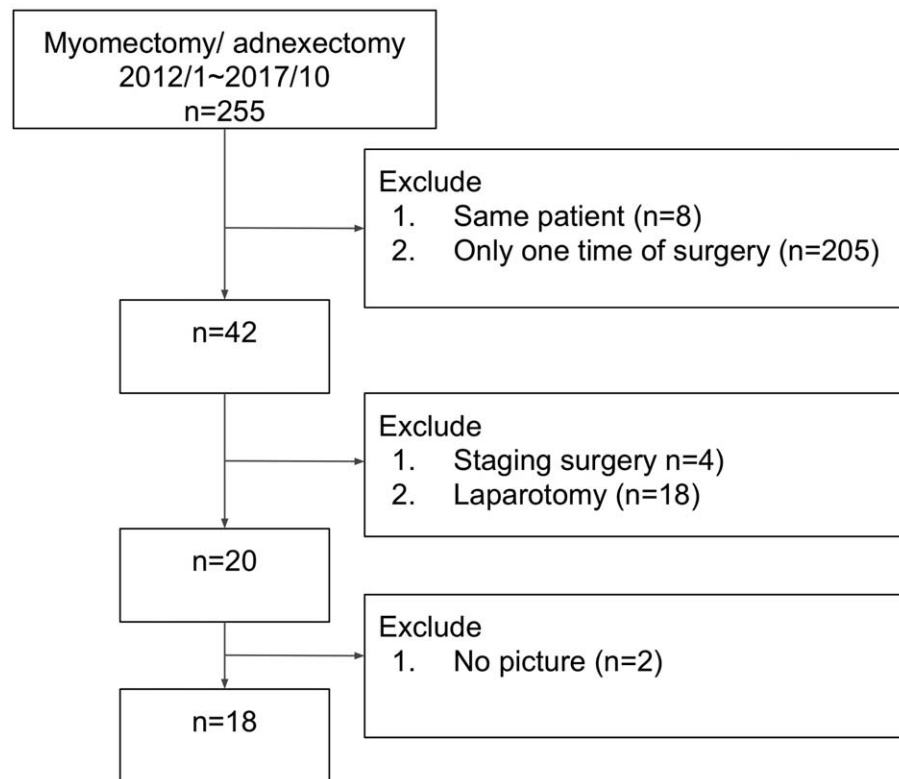 Myomectomy/ adnexectomy
2012/1~2017/10
n=255
Exclude
1. Same patient (n=8)
2. Only one time of surgery (n=205)
n=42
Exclude
1. Staging surgery n=4)
2. Laparotomy (n=18)
n=20
Exclude
1. No picture (n=2)
n=18